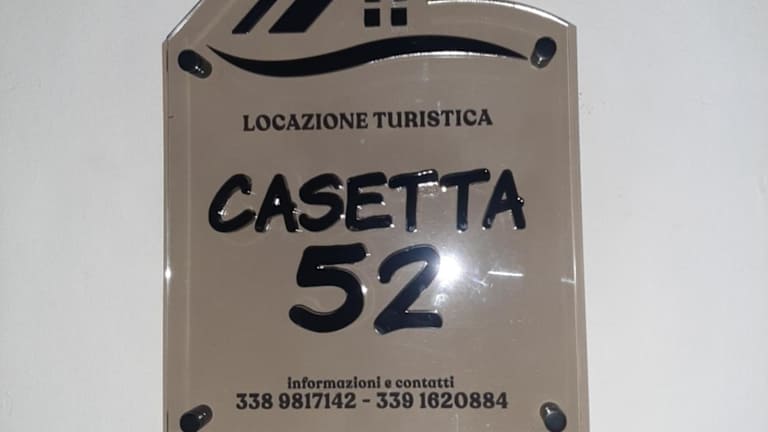 LOCAZIONE TURISTICA
CASETTA
52
informazioni e contatti
338 9817142 - 339 1620884